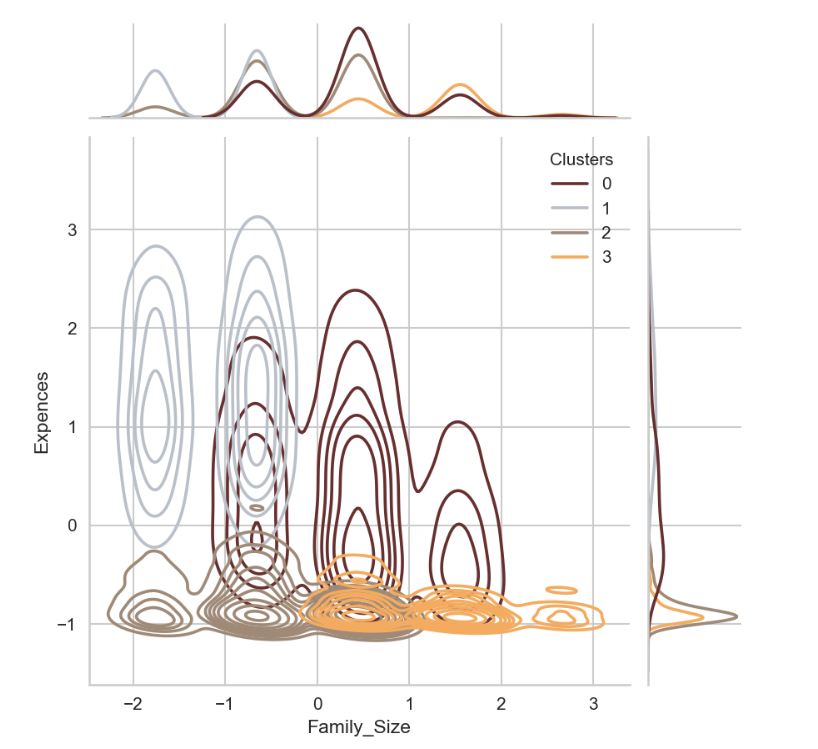 Clusters
0
1
2
3
3
2
1
0
−1
Expences
−2 −1 0 1 2 3
Family_Size